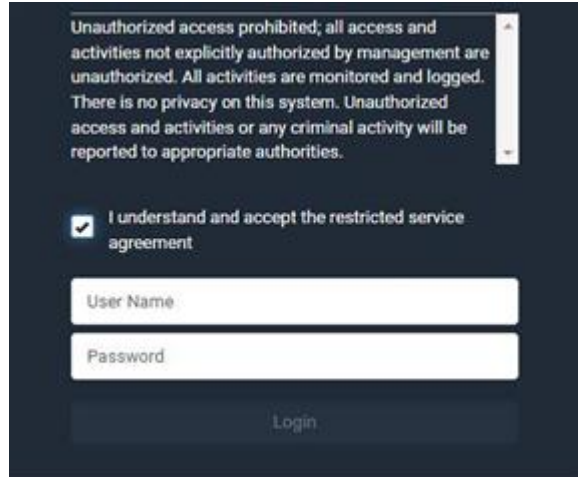 Unauthorized access prohibited; all access and
activities not explicitly authorized by management are
unauthorized. All activities are monitored and logged.
There is no privacy on this system. Unauthorized
access and activities or any criminal activity will be
reported to appropriate authorities.
I understand and accept the restricted service
agreement
User Name
Password
Login